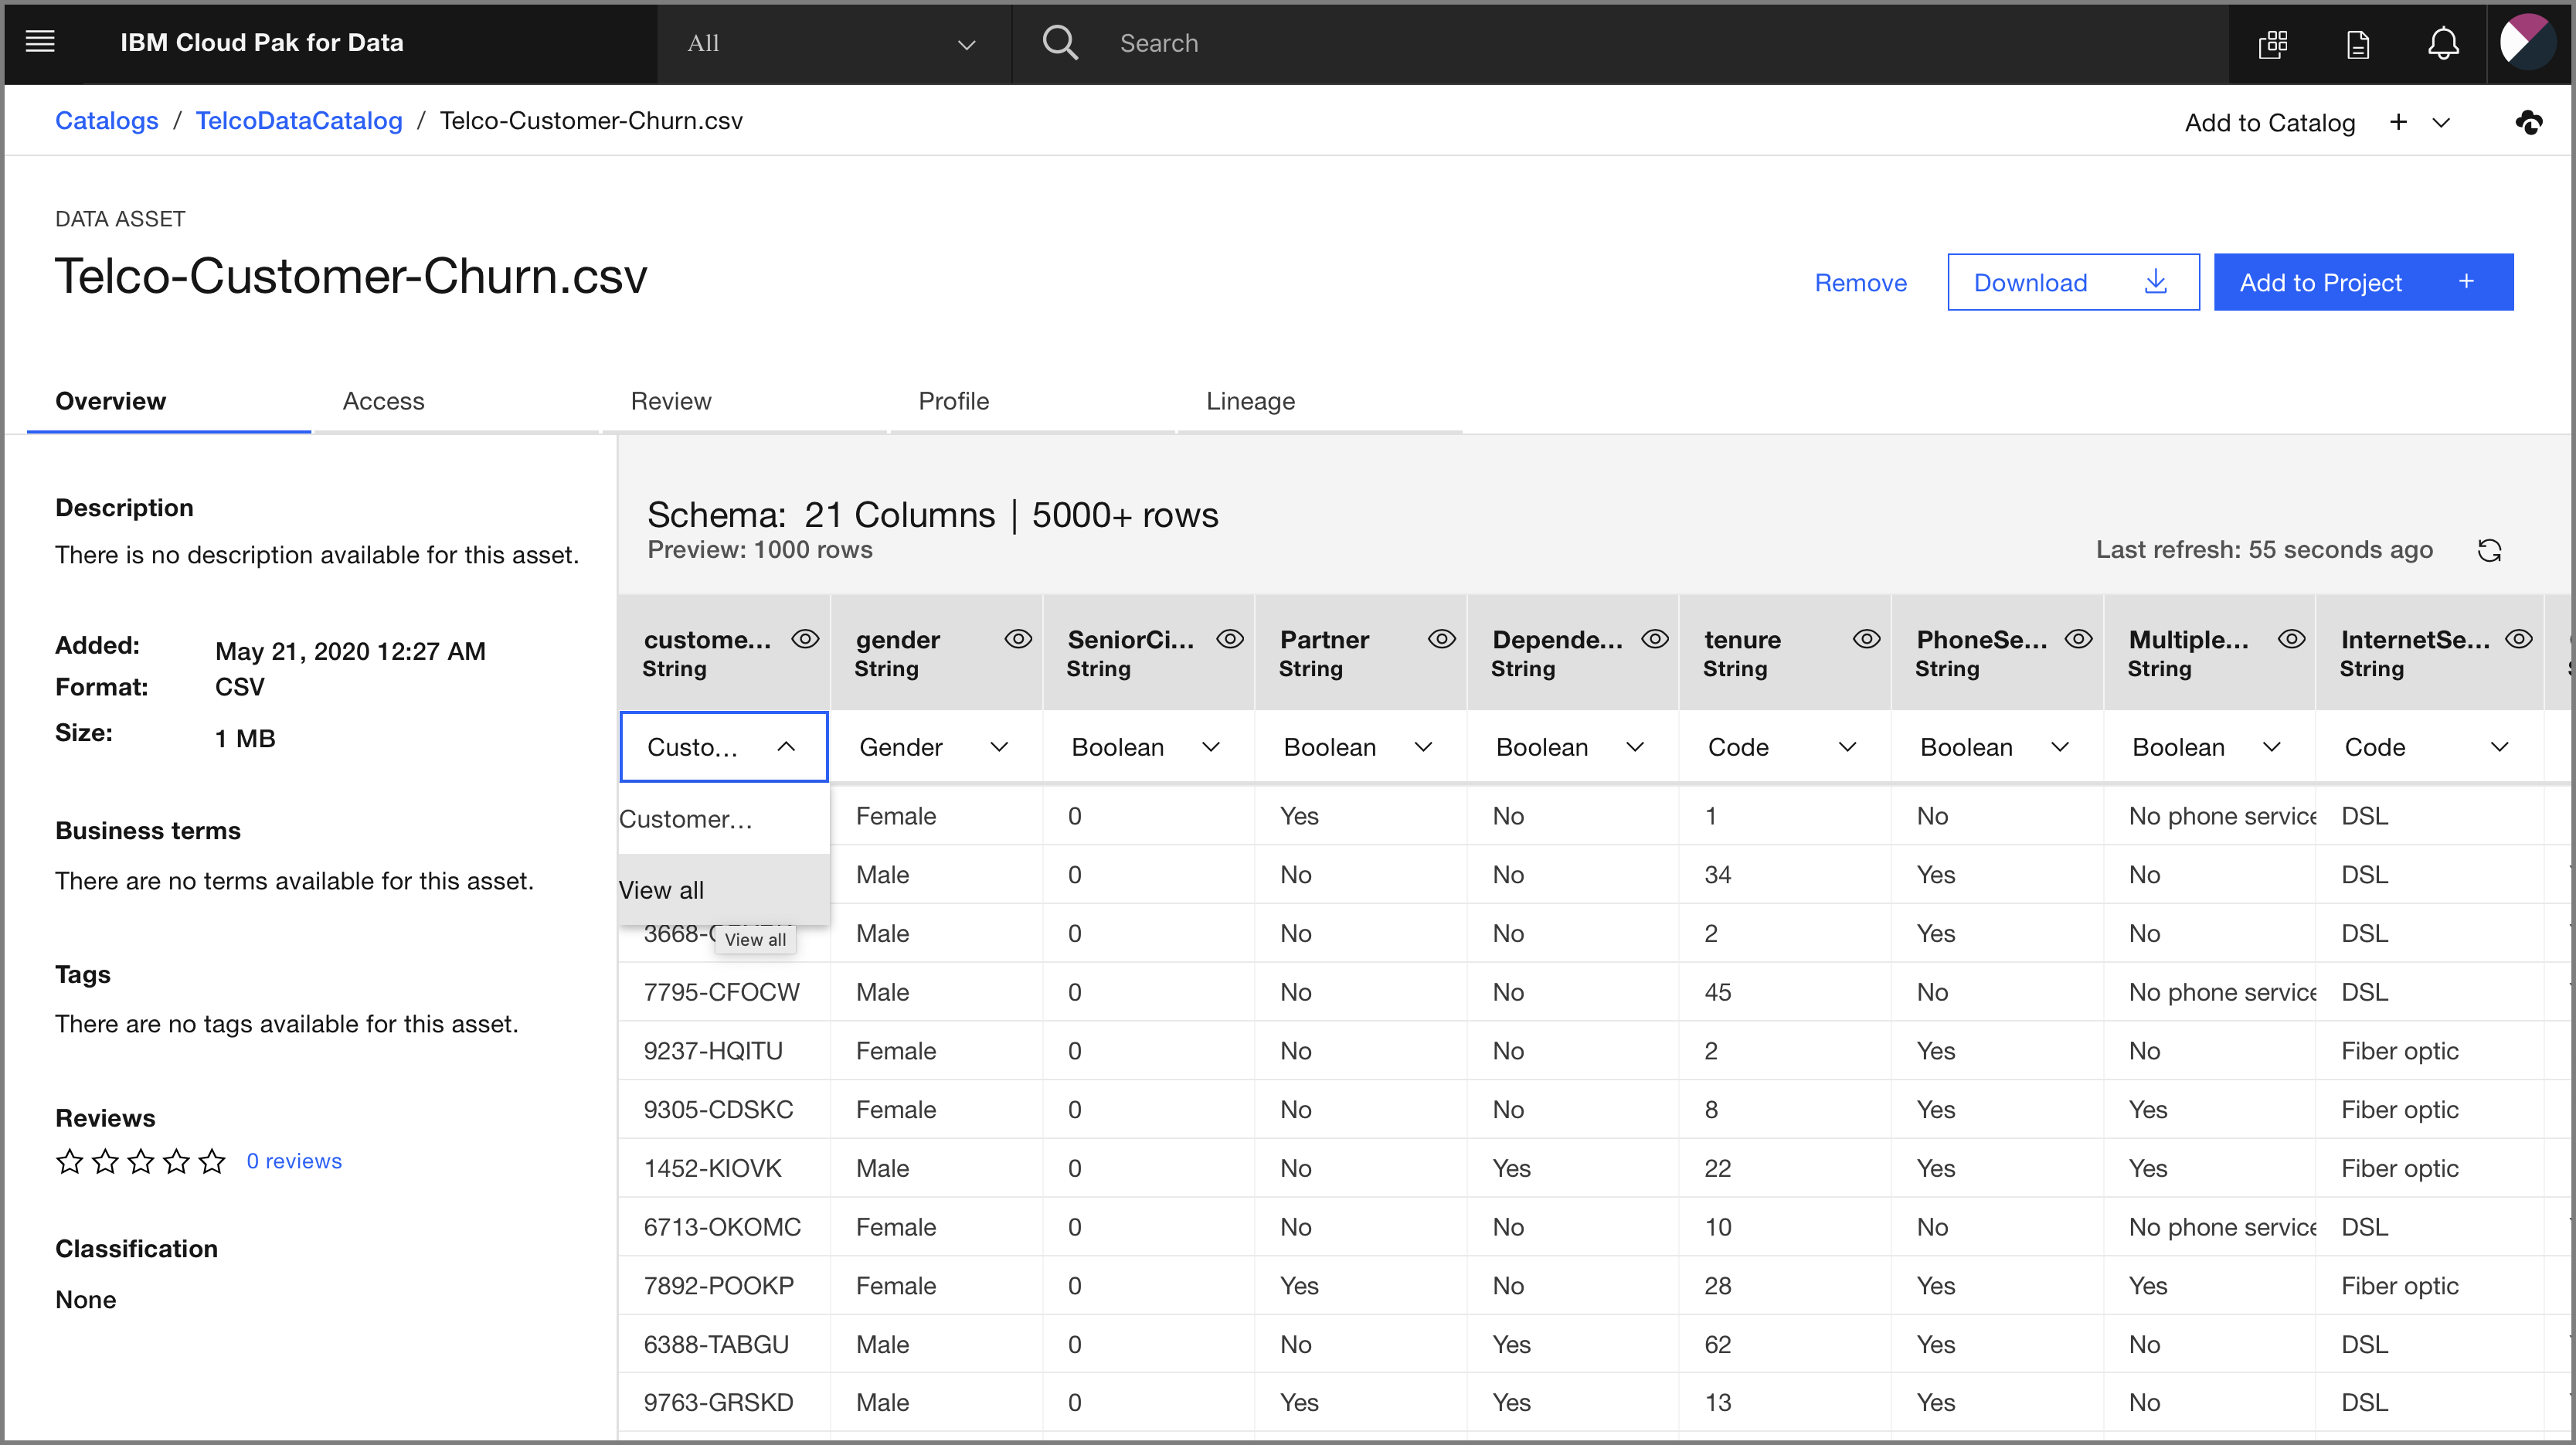 IBM Cloud Pak for Data All Search
Catalogs / TelcoDataCatalog / Telco-Customer-Churn.csv Add to Catalog +
DATA ASSET
Telco-Customer-Churn.csv
Remove Download Add to Project +
Overview Access Review Profile Lineage
Description
There is no description available for this asset.
Added: May 21, 2020 12:27 AM
Format: CSV
Size: 1 MB
Business terms
There are no terms available for this asset.
Tags
There are no tags available for this asset.
Reviews
0 reviews
Classification
None
Schema: 21 Columns | 5000+ rows
Preview: 1000 rows
Last refresh: 55 seconds ago
custome... gender SeniorCi... Partner Depende... tenure PhoneSe... Multiple... InternetSe...
String String String String String String String String String
Custo... Gender Boolean Boolean Boolean Code Boolean Boolean Code
Customer... Female 0 Yes No 1 No No phone service DSL
View all Male 0 No No 34 Yes No DSL
3668- Male 0 No No 2 Yes No DSL
View all
7795-CFOCW Male 0 No No 45 No No phone service DSL
9237-HQITU Female 0 No No 2 Yes No Fiber optic
9305-CDSKC Female 0 No No 8 Yes Yes Fiber optic
1452-KIOVK Male 0 No Yes 22 Yes Yes Fiber optic
6713-OKOMC Female 0 No No 10 No No phone service DSL
7892-POOKP Female 0 Yes No 28 Yes Yes Fiber optic
6388-TABGU Male 0 No Yes 62 Yes No DSL
9763-GRSKD Male 0 Yes Yes 13 Yes No DSL